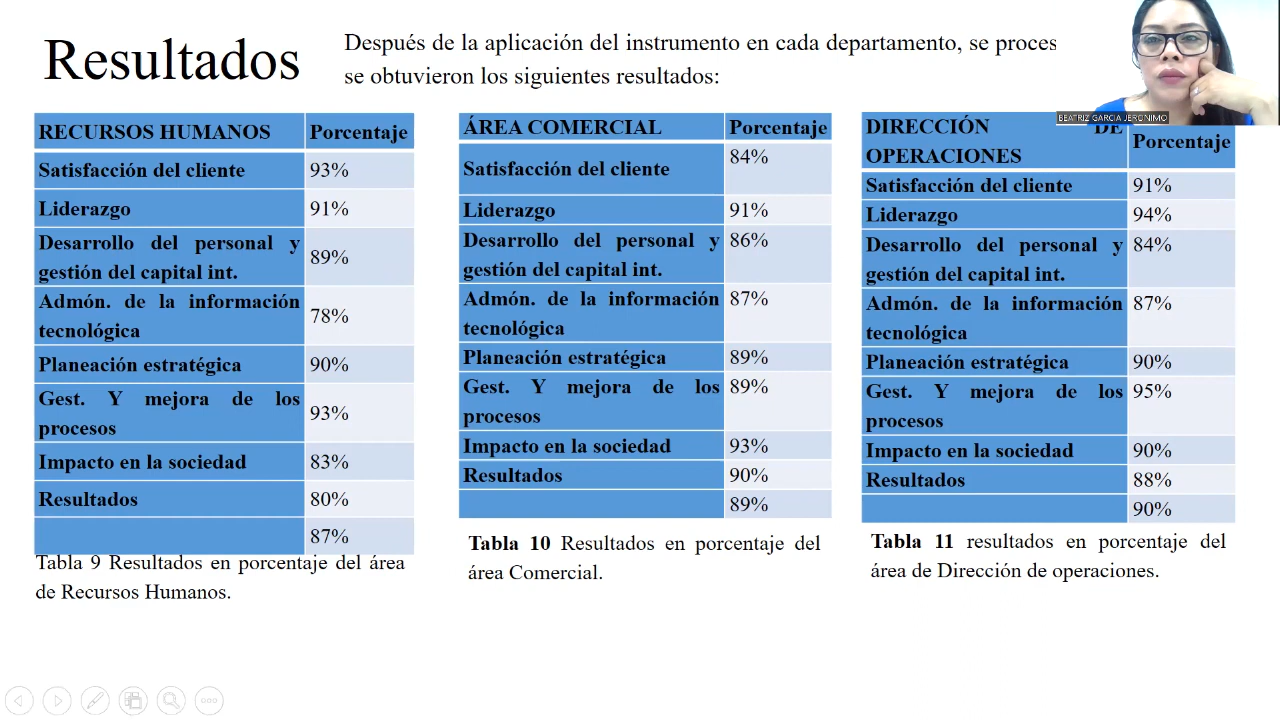 Resultados
Después de la aplicación del instrumento en cada departamento, se proces
se obtuvieron los siguientes resultados:
BEATRIZ GARCIA JERONIMO
RECURSOS HUMANOS Porcentaje
Satisfacción del cliente 93%
Liderazgo 91%
Desarrollo del personal y
gestión del capital int. 89%
Admón. de la información
tecnológica 78%
Planeación estratégica 90%
Gest. Y mejora de los
procesos 93%
Impacto en la sociedad 83%
Resultados 80%
87%
Tabla 9 Resultados en porcentaje del área
de Recursos Humanos.
ÁREA COMERCIAL Porcentaje
Satisfacción del cliente 84%
Liderazgo 91%
Desarrollo del personal y 86%
gestión del capital int.
Admón. de la información 87%
tecnológica
Planeación estratégica 89%
Gest. Y mejora de los 89%
procesos
Impacto en la sociedad 93%
Resultados 90%
89%
Tabla 10 Resultados en porcentaje del
área Comercial.
DIRECCIÓN DE
OPERACIONES Porcentaje
Satisfacción del cliente 91%
Liderazgo 94%
Desarrollo del personal y 84%
gestión del capital int.
Admón. de la información 87%
tecnológica
Planeación estratégica 90%
Gest. Y mejora de los 95%
procesos
Impacto en la sociedad 90%
Resultados 88%
90%
Tabla 11 resultados en porcentaje del
área de Dirección de operaciones.